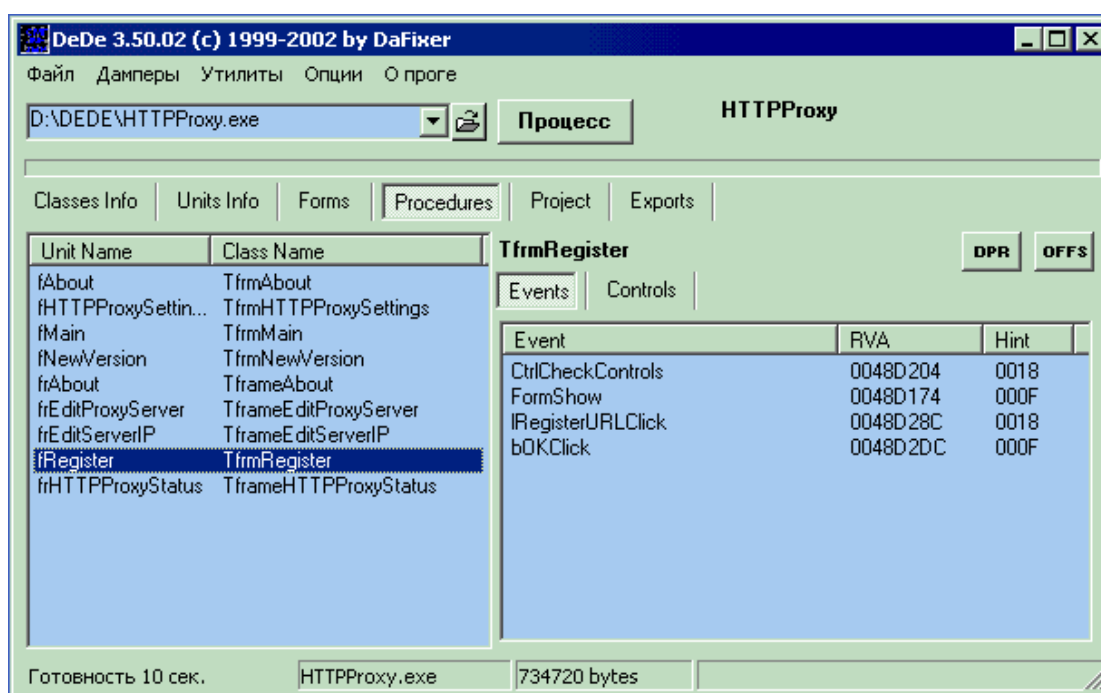 DeDe 3.50.02 (c) 1999-2002 by DaFixer
Файл Дамперы Утилиты Опции О проге
D:\DEDE\HTTPProxy.exe Процесс HTTPProxy
Classes Info Units Info Forms Procedures Project Exports
Unit Name Class Name
fAbout TfrmAbout
fHTTPProxySettin... TfrmHTTPProxySettings
fMain TfrmMain
fNewVersion TfrmNewVersion
frAbout TframeAbout
frEditProxyServer TframeEditProxyServer
frEditServerIP TframeEditServerIP
fRegister TfrmRegister
frHTTPProxyStatus TframeHTTPProxyStatus
TfrmRegister DPR OFFS
Events Controls
Event RVA Hint
CtrlCheckControls 0048D204 0018
FormShow 0048D174 000F
lRegisterURLClick 0048D28C 0018
bOKClick 0048D2DC 000F
Готовность 10 сек. HTTPProxy.exe 734720 bytes